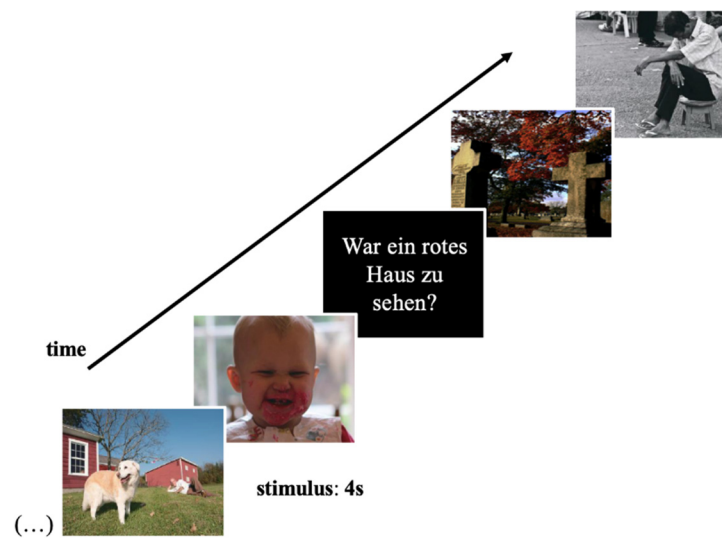 War ein rotes
Haus zu
sehen?
time
stimulus: 4s
(…)